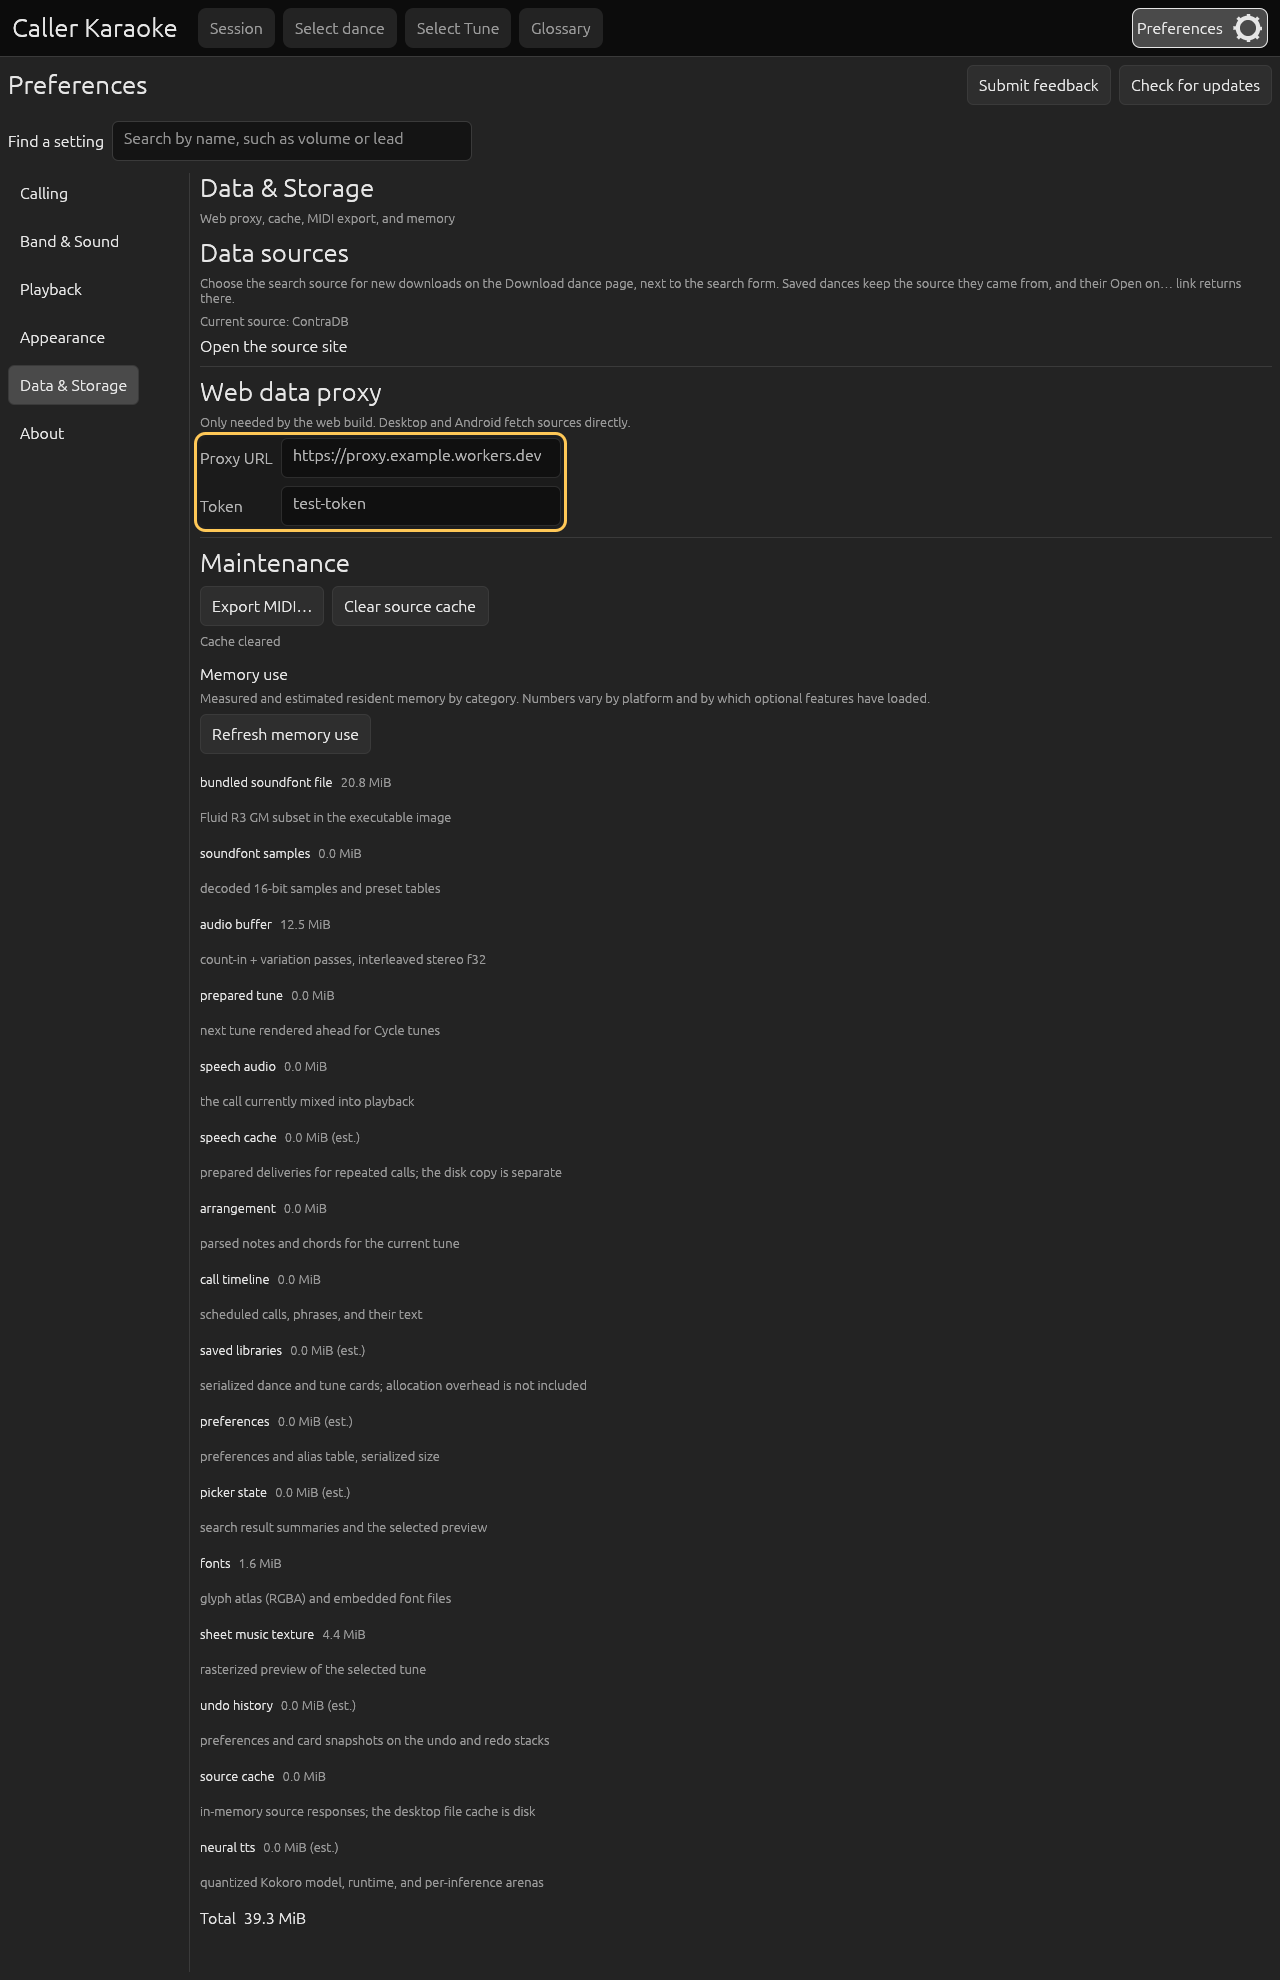 Caller Karaoke Session Select dance Select Tune Glossary Preferences
Preferences Submit feedback Check for updates
Find a setting Search by name, such as volume or lead
Calling
Band & Sound
Playback
Appearance
Data & Storage
About
Data & Storage
Web proxy, cache, MIDI export, and memory
Data sources
Choose the search source for new downloads on the Download dance page, next to the search form. Saved dances keep the source they came from, and their Open on… link returns
there.
Current source: ContraDB
Open the source site
Web data proxy
Only needed by the web build. Desktop and Android fetch sources directly.
Proxy URL https://proxy.example.workers.dev
Token test-token
Maintenance
Export MIDI… Clear source cache
Cache cleared
Memory use
Measured and estimated resident memory by category. Numbers vary by platform and by which optional features have loaded.
Refresh memory use
bundled soundfont file 20.8 MiB
Fluid R3 GM subset in the executable image
soundfont samples 0.0 MiB
decoded 16-bit samples and preset tables
audio buffer 12.5 MiB
count-in + variation passes, interleaved stereo f32
prepared tune 0.0 MiB
next tune rendered ahead for Cycle tunes
speech audio 0.0 MiB
the call currently mixed into playback
speech cache 0.0 MiB (est.)
prepared deliveries for repeated calls; the disk copy is separate
arrangement 0.0 MiB
parsed notes and chords for the current tune
call timeline 0.0 MiB
scheduled calls, phrases, and their text
saved libraries 0.0 MiB (est.)
serialized dance and tune cards; allocation overhead is not included
preferences 0.0 MiB (est.)
preferences and alias table, serialized size
picker state 0.0 MiB (est.)
search result summaries and the selected preview
fonts 1.6 MiB
glyph atlas (RGBA) and embedded font files
sheet music texture 4.4 MiB
rasterized preview of the selected tune
undo history 0.0 MiB (est.)
preferences and card snapshots on the undo and redo stacks
source cache 0.0 MiB
in-memory source responses; the desktop file cache is disk
neural tts 0.0 MiB (est.)
quantized Kokoro model, runtime, and per-inference arenas
Total 39.3 MiB